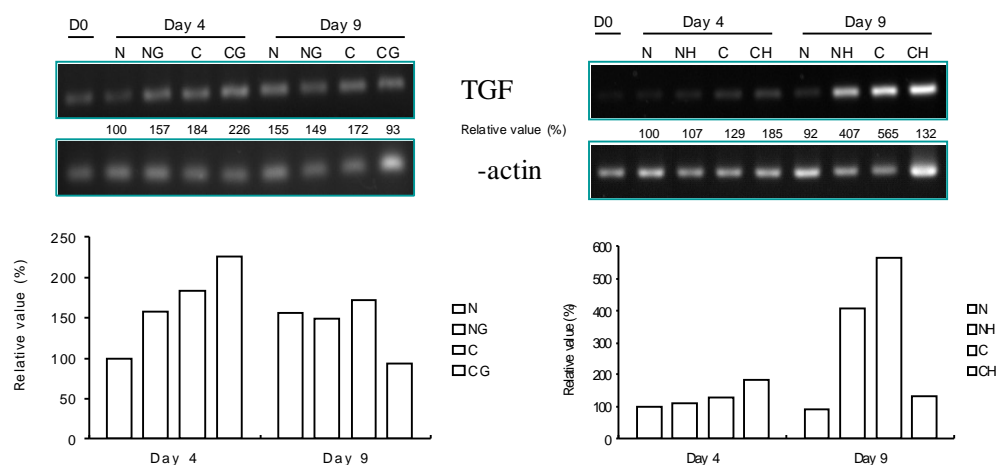 D0 Day 4 Day 9
N NG C CG N NG C CG
100 157 184 226 155 149 172 93
TGF
Relative value (%)
-actin
D0 Day 4 Day 9
N NH C CH N NH C CH
100 107 129 185 92 407 565 132
250
200
150
100
50
0
Relative value (%)
Day 4 Day 9
N
NG
C
CG
600
500
400
300
200
100
0
Relative value (%)
Day 4 Day 9
N
NH
C
CH